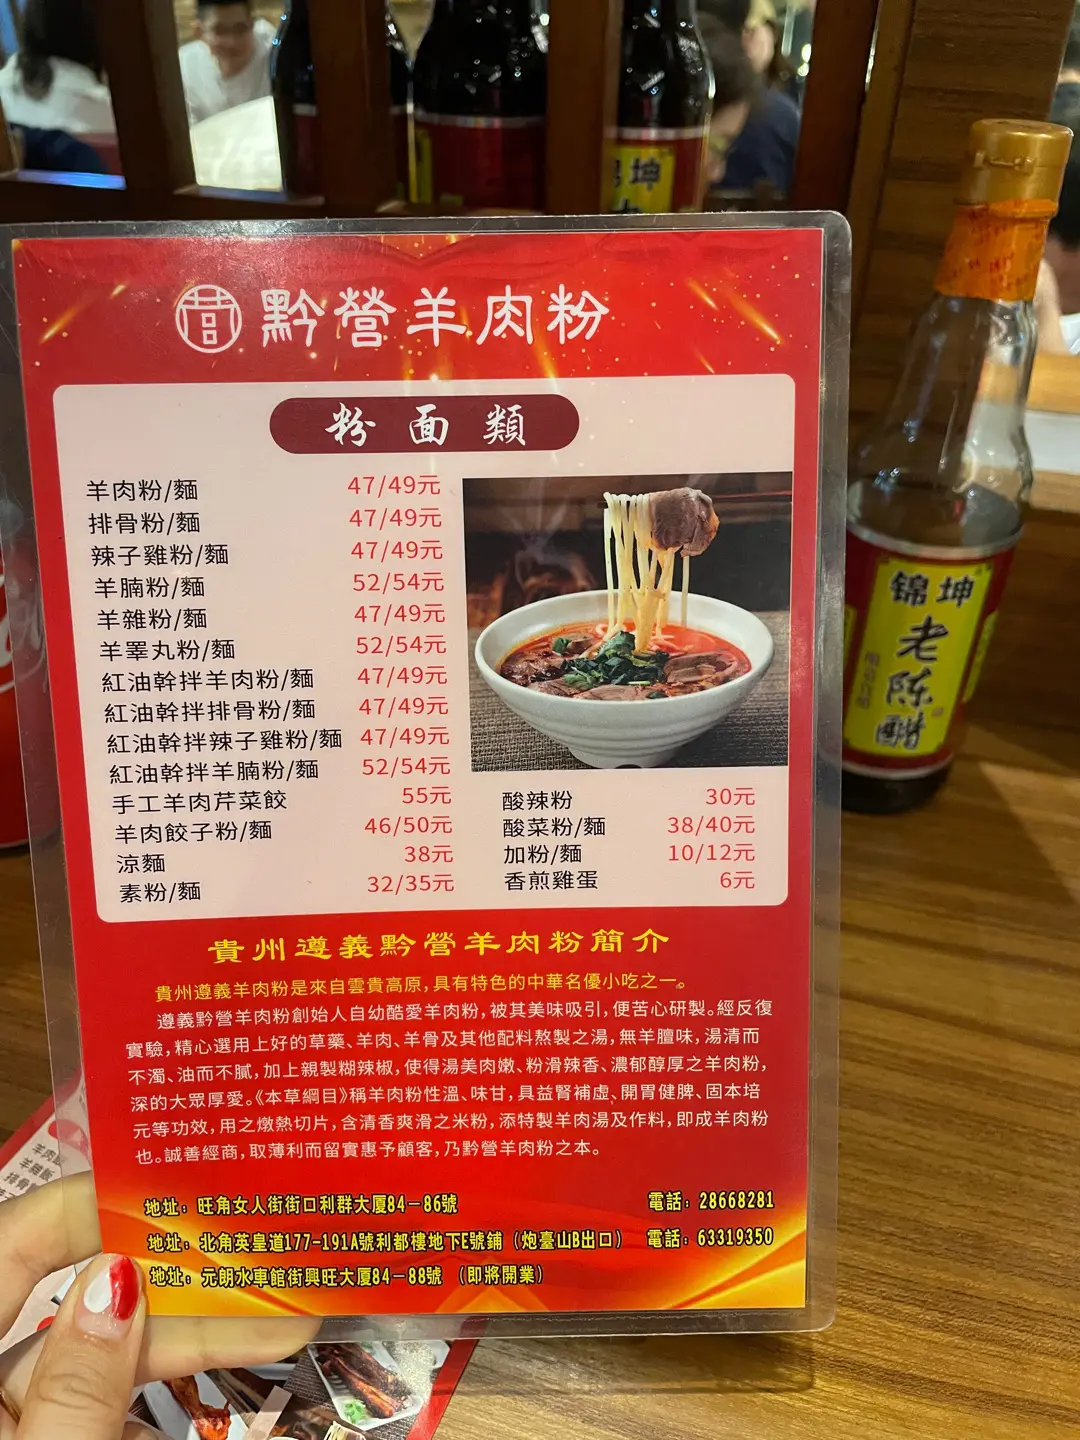 锦坤
黔營羊肉粉
粉面類
羊肉粉/麵 47/49元
排骨粉/麵 47/49元
辣子雞粉/麵 47/49元
羊腩粉/麵 52/54元
羊雜粉/麵 47/49元
羊睪丸粉/麵 52/54元
紅油幹拌羊肉粉/麵 47/49元
紅油幹拌排骨粉/麵 47/49元
紅油幹拌辣子雞粉/麵 47/49元
紅油幹拌羊腩粉/麵 52/54元
手工羊肉芹菜餃 55元
羊肉餃子粉/麵 46/50元
涼麵 38元
素粉/麵 32/35元
酸辣粉 30元
酸菜粉/麵 38/40元
加粉/麵 10/12元
香煎雞蛋 6元
貴州遵義黔營羊肉粉簡介
貴州遵義羊肉粉是來自雲貴高原，具有特色的中華名優小吃之一。
遵義黔營羊肉粉創始人自幼酷愛羊肉粉，被其美味吸引，便苦心研製。經反復
實驗，精心選用上好的草藥、羊肉、羊骨及其他配料熬製之湯，無羊膻味，湯清而
不濁、油而不膩，加上親製糊辣椒，使得湯美肉嫩、粉滑辣香、濃郁醇厚之羊肉粉，
深的大眾厚愛。《本草綱目》稱羊肉粉性溫、味甘，具益腎補虛、開胃健脾、固本培
元等功效，用之燉熱切片，含清香爽滑之米粉，添特製羊肉湯及作料，即成羊肉粉
也。誠善經商，取薄利而留實惠予顧客，乃黔營羊肉粉之本。
地址：旺角女人街街口利群大厦84－86號 電話：28668281
地址：北角英皇道177-191A號利都樓地下E號鋪（炮臺山B出口） 電話：63319350
地址：元朗水車館街興旺大厦84－88號 （即將開業）
锦坤
老陈醋